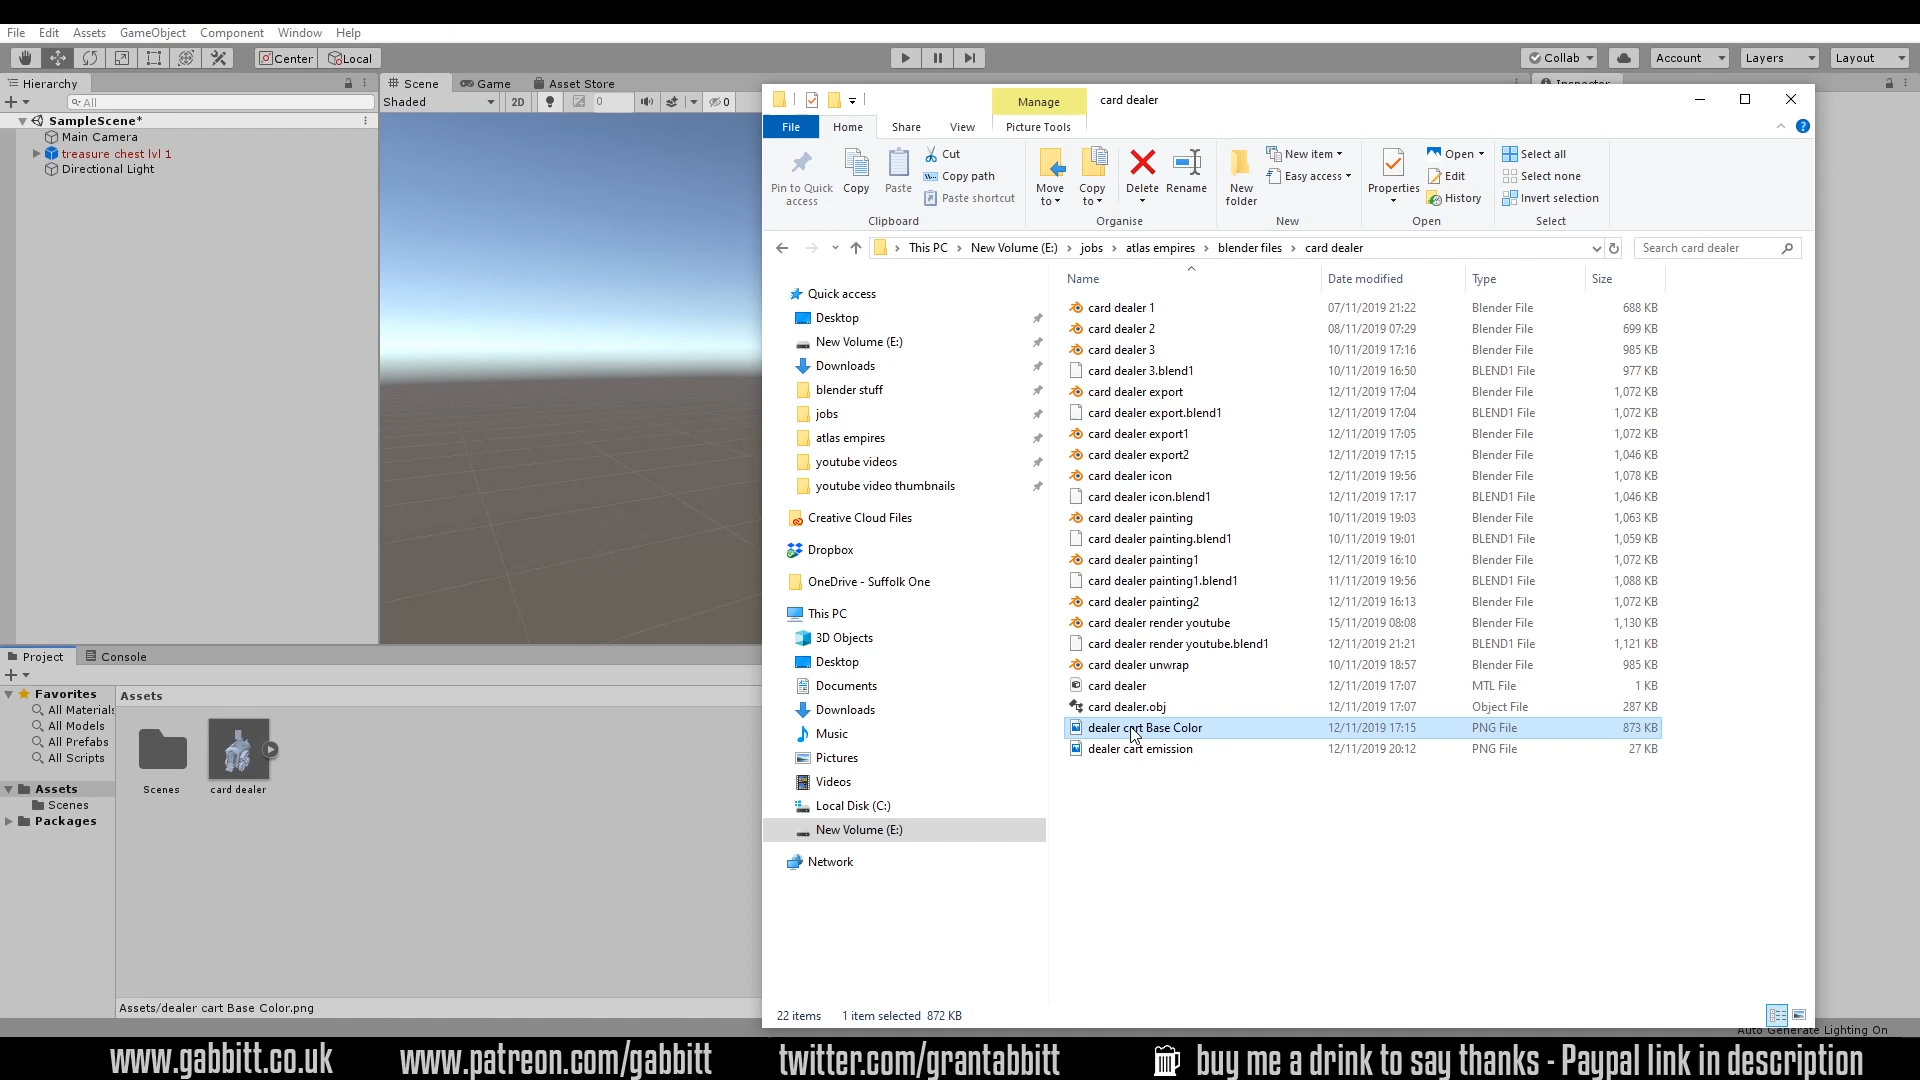 File Edit Assets GameObject Component Window Help
Center Local Collab Account Layers Layout
Hierarchy
All
SampleScene*
Main Camera
treasure chest lvl 1
Directional Light
Scene Game Asset Store
Shaded 2D 0 0
Project Console
Favorites
All Materials
All Models
All Prefabs
All Scripts
Assets
Scenes
Packages
Assets
Scenes card dealer
Assets/dealer cart Base Color.png
Manage card dealer
File Home Share View Picture Tools
Pin to Quick access
Copy
Paste
Cut
Copy path
Paste shortcut
Clipboard
Move to
Copy to
Delete
Rename
Organise
New folder
New item
Easy access
New
Properties
Open
Edit
History
Open
Select all
Select none
Invert selection
Select
This PC New Volume (E:) jobs atlas empires blender files card dealer
Search card dealer
Quick access
Desktop
New Volume (E:)
Downloads
blender stuff
jobs
atlas empires
youtube videos
youtube video thumbnails
Creative Cloud Files
Dropbox
OneDrive - Suffolk One
This PC
3D Objects
Desktop
Documents
Downloads
Music
Pictures
Videos
Local Disk (C:)
New Volume (E:)
Network
Name Date modified Type Size
card dealer 1 07/11/2019 21:22 Blender File 688 KB
card dealer 2 08/11/2019 07:29 Blender File 699 KB
card dealer 3 10/11/2019 17:16 Blender File 985 KB
card dealer 3.blend1 10/11/2019 16:50 BLEND1 File 977 KB
card dealer export 12/11/2019 17:04 Blender File 1,072 KB
card dealer export.blend1 12/11/2019 17:04 BLEND1 File 1,072 KB
card dealer export1 12/11/2019 17:05 Blender File 1,072 KB
card dealer export2 12/11/2019 17:15 Blender File 1,046 KB
card dealer icon 12/11/2019 19:56 Blender File 1,078 KB
card dealer icon.blend1 12/11/2019 17:17 BLEND1 File 1,046 KB
card dealer painting 10/11/2019 19:03 Blender File 1,063 KB
card dealer painting.blend1 10/11/2019 19:01 BLEND1 File 1,059 KB
card dealer painting1 12/11/2019 16:10 Blender File 1,072 KB
card dealer painting1.blend1 11/11/2019 19:56 BLEND1 File 1,088 KB
card dealer painting2 12/11/2019 16:13 Blender File 1,072 KB
card dealer render youtube 15/11/2019 08:08 Blender File 1,130 KB
card dealer render youtube.blend1 12/11/2019 21:21 BLEND1 File 1,121 KB
card dealer unwrap 10/11/2019 18:57 Blender File 985 KB
card dealer 12/11/2019 17:07 MTL File 1 KB
card dealer.obj 12/11/2019 17:07 Object File 287 KB
dealer cart Base Color 12/11/2019 17:15 PNG File 873 KB
dealer cart emission 12/11/2019 20:12 PNG File 27 KB
22 items 1 item selected 872 KB
Auto Generate Lighting On
www.gabbitt.co.uk www.patreon.com/gabbitt twitter.com/grantabbitt buy me a drink to say thanks - Paypal link in description